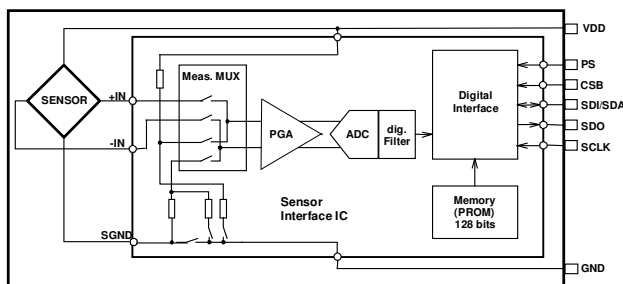 VDD
PS
Meas. MUX
SENSOR
+IN
Digital
Interface
CSB
SDI/SDA
PGA
ADC
dig.
Filter
SDO
-IN
SCLK
Sensor
Interface IC
Memory
(PROM)
128 bits
SGND
GND